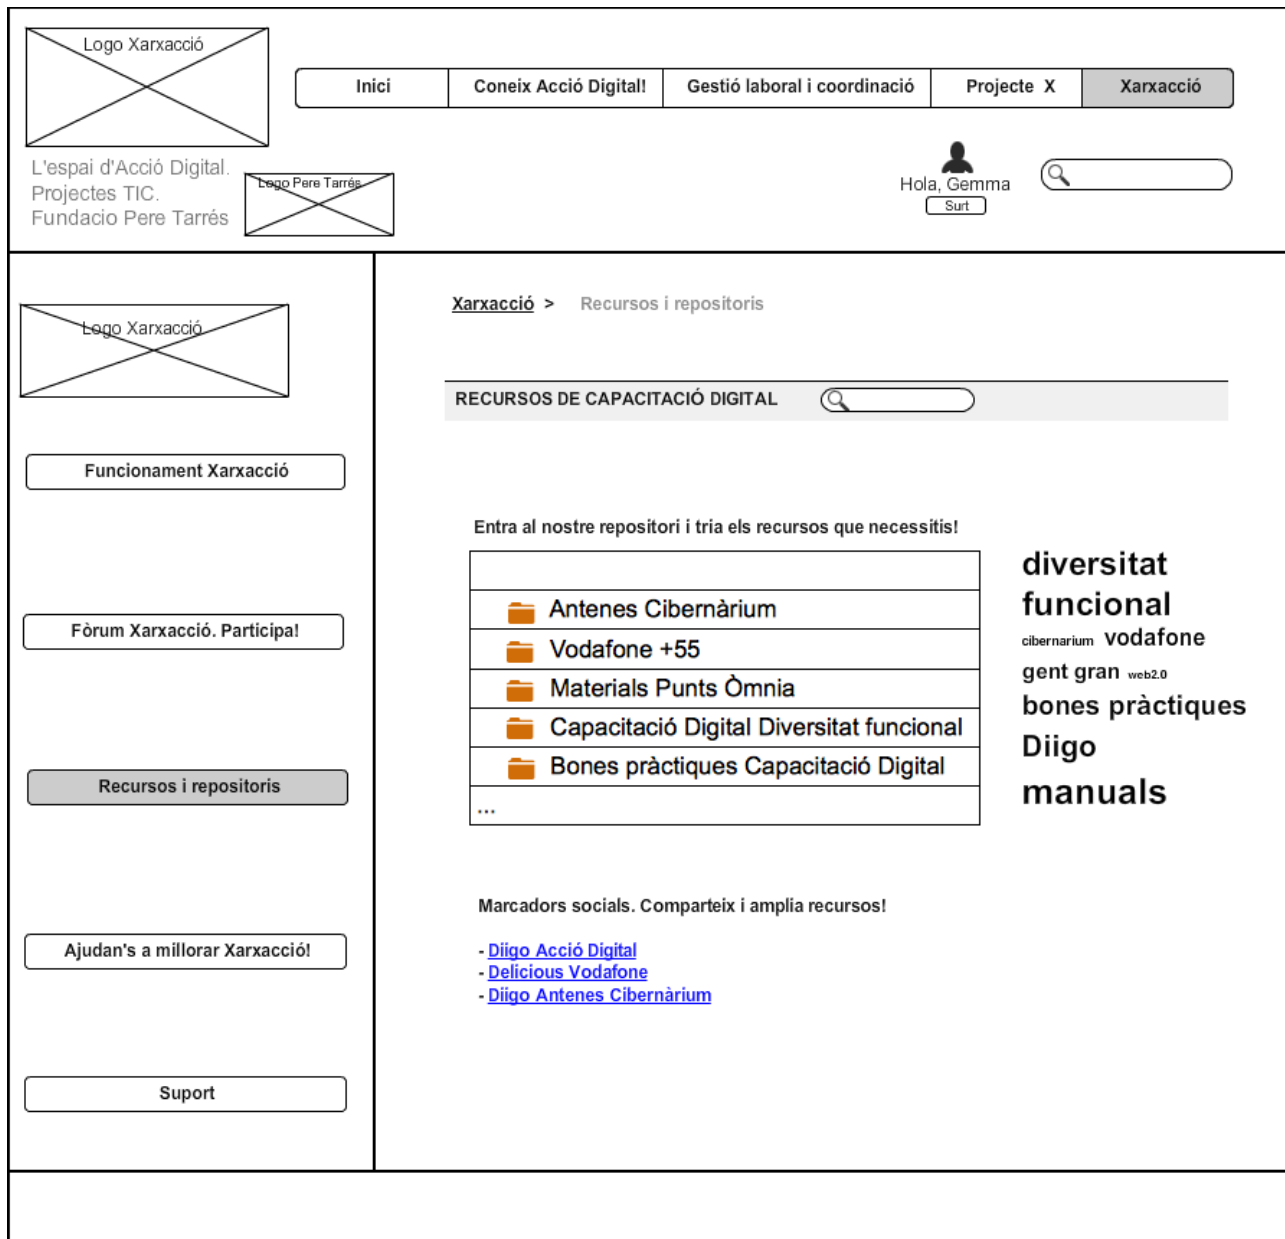 Logo Xarxacció
Inici
Coneix Acció Digital!
Gestió laboral i coordinació
Projecte X
Xarxacció
L'espai d'Acció Digital.
Projectes TIC.
Fundacio Pere Tarrés
Logo Pere Tarrés
Hola, Gemma
Surt
Logo Xarxacció
Funcionament Xarxacció
Fòrum Xarxacció. Participa!
Recursos i repositoris
Ajudan's a millorar Xarxacció!
Suport
Xarxacció > Recursos i repositoris
RECURSOS DE CAPACITACIÓ DIGITAL
Entra al nostre repositori i tria els recursos que necessitis!
Antenes Cibernàrium
Vodafone +55
Materials Punts Òmnia
Capacitació Digital Diversitat funcional
Bones pràctiques Capacitació Digital
...
diversitat
funcional
cibernarium vodafone
gent gran web2.0
bones pràctiques
Diigo
manuals
Marcadors socials. Comparteix i amplia recursos!
- Diigo Acció Digital
- Delicious Vodafone
- Diigo Antenes Cibernàrium